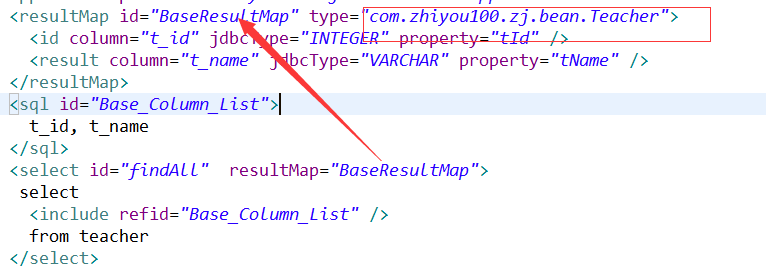 <resultMap id="BaseResultMap" type="com.zhiyou100.zj.bean.Teacher">
<id column="t_id" jdbcType="INTEGER" property="tId" />
<result column="t_name" jdbcType="VARCHAR" property="tName" />
</resultMap>
<sql id="Base_Column_List">
t_id, t_name
</sql>
<select id="findAll"  resultMap="BaseResultMap">
select
<include refid="Base_Column_List" />
from teacher
</select>